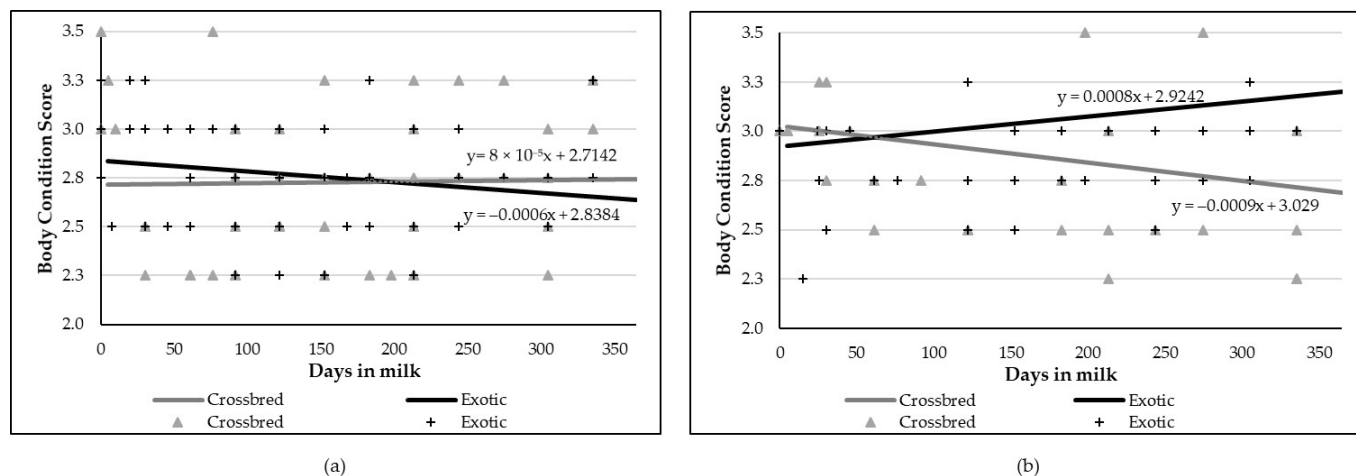 3.5
3.3
3.0
2.8
2.5
2.3
2.0
Body Condition Score
y= 8 × 10⁻⁵x + 2.7142
y = –0.0006x + 2.8384
0 50 100 150 200 250 300 350
Days in milk
Crossbred Exotic
Crossbred Exotic
(a)
3.5
3.3
3.0
2.8
2.5
2.3
2.0
Body Condition Score
y = 0.0008x + 2.9242
y = –0.0009x + 3.029
0 50 100 150 200 250 300 350
Days in milk
Crossbred Exotic
Crossbred Exotic
(b)